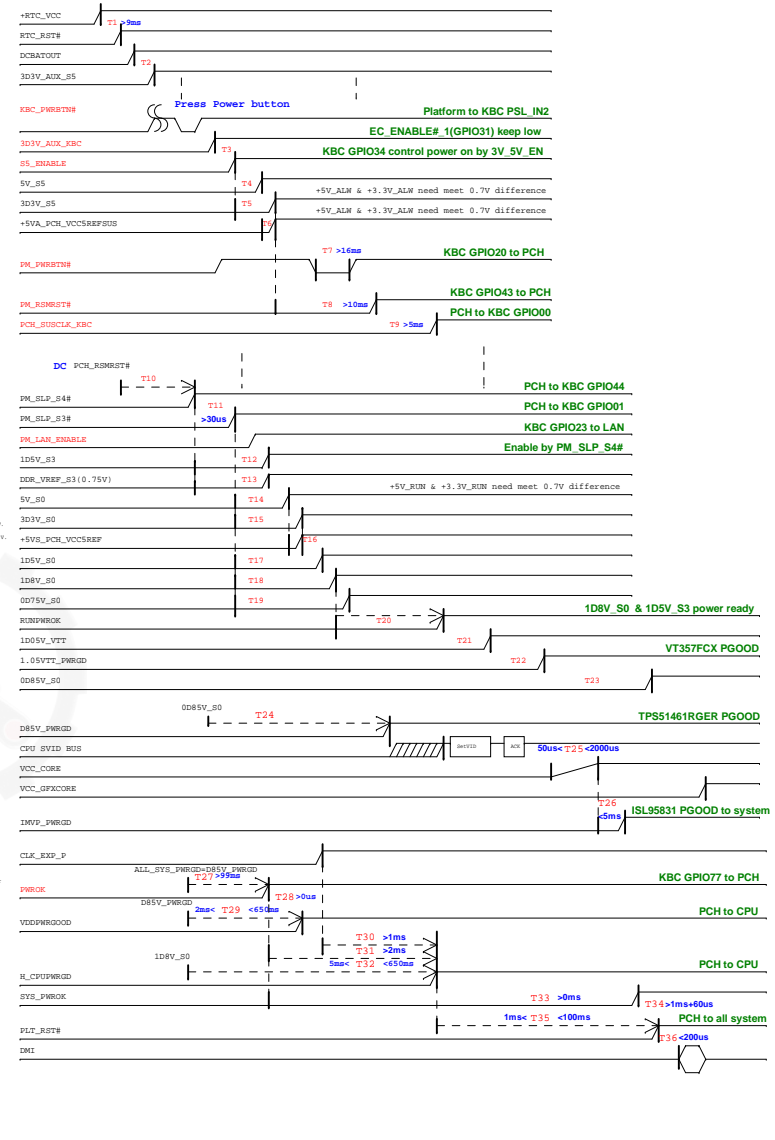 +RTC_VCC
T1 >9ms
RTC_RST#
DCBATOUT
T2
3D3V_AUX_S5
Press Power button
KBC_PWRBTN#
Platform to KBC PSL_IN2
EC_ENABLE#_1(GPIO31) keep low
3D3V_AUX_KBC
T3
KBC GPIO34 control power on by 3V_5V_EN
S5_ENABLE
5V_S5
T4
+5V_ALW & +3.3V_ALW need meet 0.7V difference
3D3V_S5
T5
+5V_ALW & +3.3V_ALW need meet 0.7V difference
+5VA_PCH_VCC5REFSUS
T6
T7 >16ms
KBC GPIO20 to PCH
PM_PWRBTN#
KBC GPIO43 to PCH
PM_RSMRST#
T8 >10ms
PCH to KBC GPIO00
PCH_SUSCLK_KBC
T9 >5ms
DC PCH_RSMRST#
T10
PCH to KBC GPIO44
PM_SLP_S4#
T11
PCH to KBC GPIO01
PM_SLP_S3#
>30us
KBC GPIO23 to LAN
PM_LAN_ENABLE
Enable by PM_SLP_S4#
1D5V_S3
T12
DDR_VREF_S3(0.75V)
T13
+5V_RUN & +3.3V_RUN need meet 0.7V difference
5V_S0
T14
3D3V_S0
T15
+5VS_PCH_VCC5REF
T16
1D5V_S0
T17
1D8V_S0
T18
0D75V_S0
T19
1D8V_S0 & 1D5V_S3 power ready
RUNPWROK
T20
1D05V_VTT
T21
VT357FCX PGOOD
1.05VTT_PWRGD
T22
0D85V_S0
T23
0D85V_S0
T24
TPS51461RGER PGOOD
D85V_PWRGD
CPU SVID BUS
SetVID
ACK
50us< T25 <2000us
VCC_CORE
VCC_GFXCORE
T26
ISL95831 PGOOD to system
IMVP_PWRGD
<5ms
CLK_EXP_P
ALL_SYS_PWRGD=D85V_PWRGD
T27 >99ms
KBC GPIO77 to PCH
PWROK
T28 >0us
D85V_PWRGD
2ms< T29 <650ms
PCH to CPU
VDDPWRGOOD
T30 >1ms
T31 >2ms
1D8V_S0
5ms< T32 <650ms
PCH to CPU
H_CPUPWRGD
SYS_PWROK
T33 >0ms
T34 >1ms+60us
1ms< T35 <100ms
PCH to all system
PLT_RST#
T36 <200us
DMI